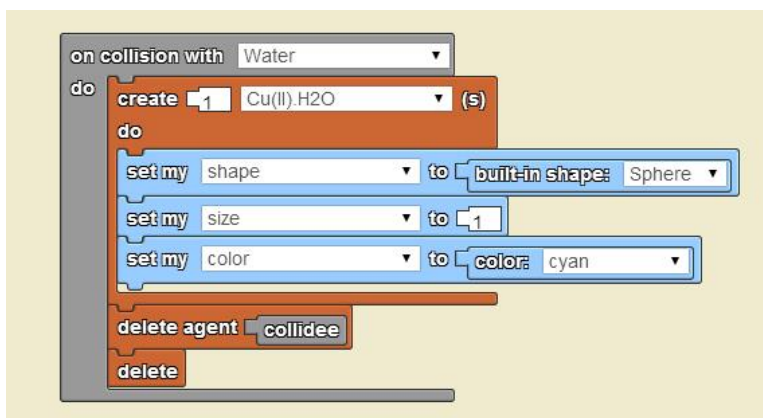 on collision with Water
do
create 1 Cu(II).H2O (s)
do
set my shape to built-in shape: Sphere
set my size to 1
set my color to color: cyan
delete agent collidee
delete